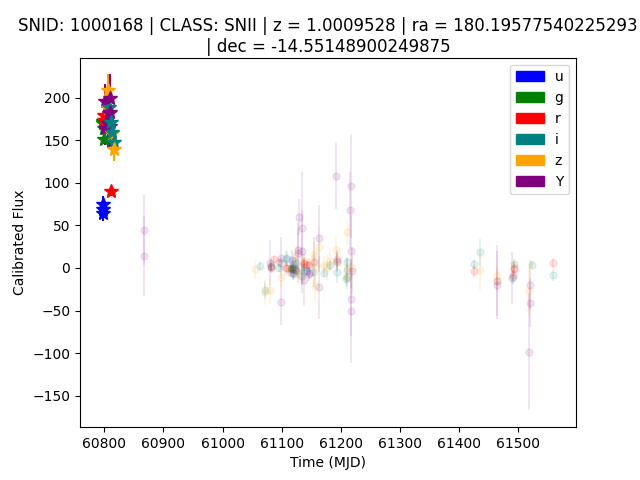 SNID: 1000168 | CLASS: SNII | z = 1.0009528 | ra = 180.19577540225293
| dec = -14.55148900249875
u
g
r
i
z
Y
200
150
100
50
0
−50
−100
−150
Calibrated Flux
60800 60900 61000 61100 61200 61300 61400 61500
Time (MJD)